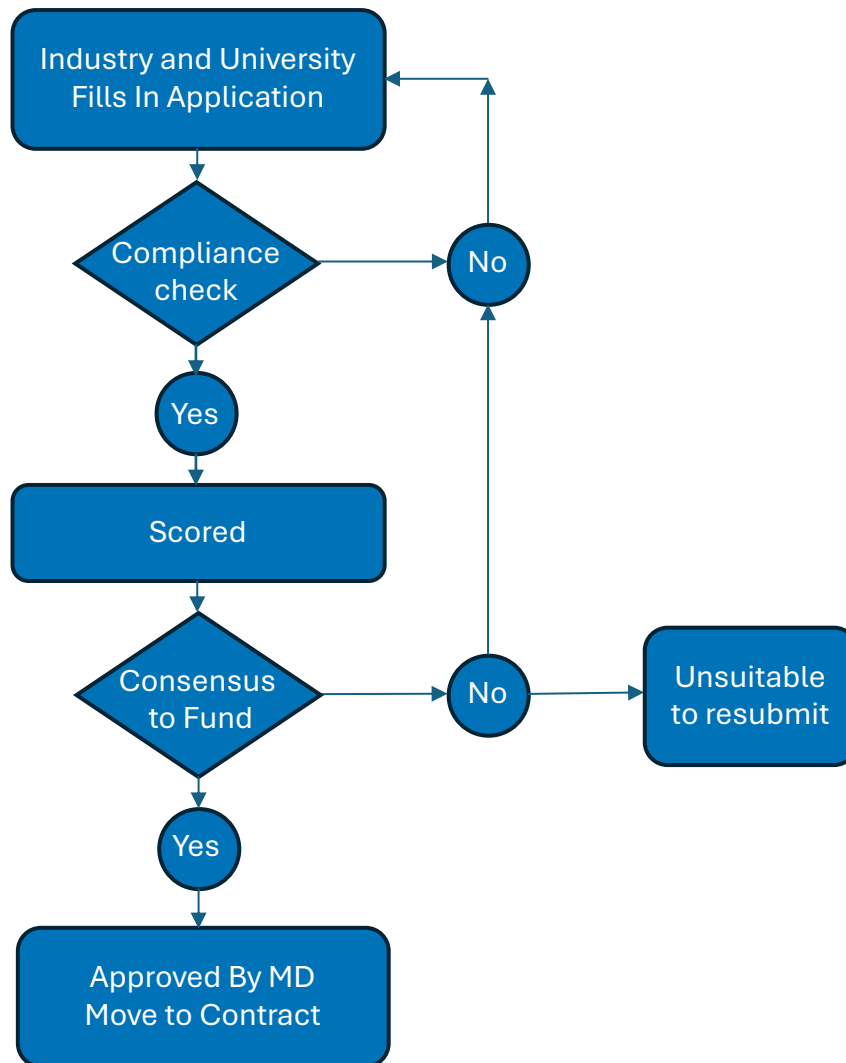 Industry and University
Fills In Application
Compliance
check
No
Yes
Scored
Consensus
to Fund
No
Unsuitable
to resubmit
Yes
Approved By MD
Move to Contract